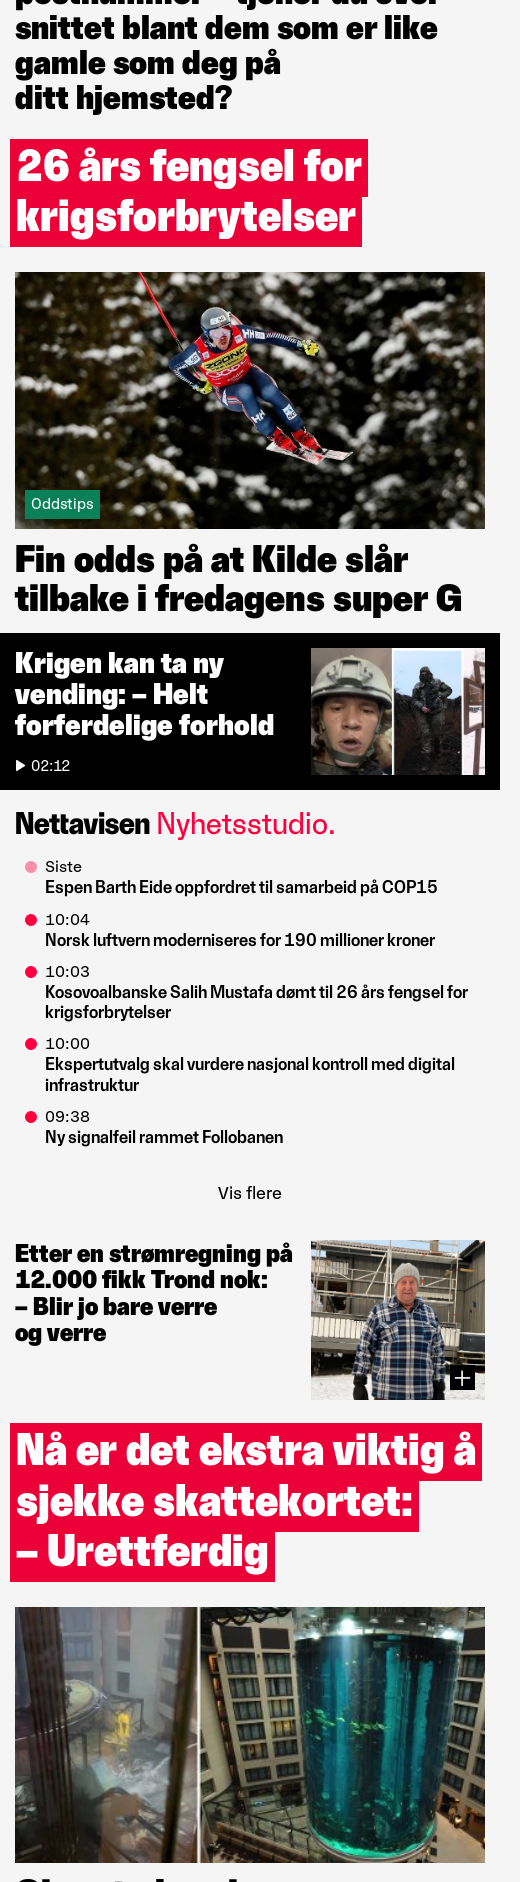 snittet blant dem som er like
gamle som deg på
ditt hjemsted?
26 års fengsel for
krigsforbrytelser
Oddstips
Fin odds på at Kilde slår
tilbake i fredagens super G
Krigen kan ta ny
vending: – Helt
forferdelige forhold
02:12
Nettavisen Nyhetsstudio.
Siste
Espen Barth Eide oppfordret til samarbeid på COP15
10:04
Norsk luftvern moderniseres for 190 millioner kroner
10:03
Kosovoalbanske Salih Mustafa dømt til 26 års fengsel for
krigsforbrytelser
10:00
Ekspertutvalg skal vurdere nasjonal kontroll med digital
infrastruktur
09:38
Ny signalfeil rammet Follobanen
Vis flere
Etter en strømregning på
12.000 fikk Trond nok:
– Blir jo bare verre
og verre
Nå er det ekstra viktig å
sjekke skattekortet:
– Urettferdig